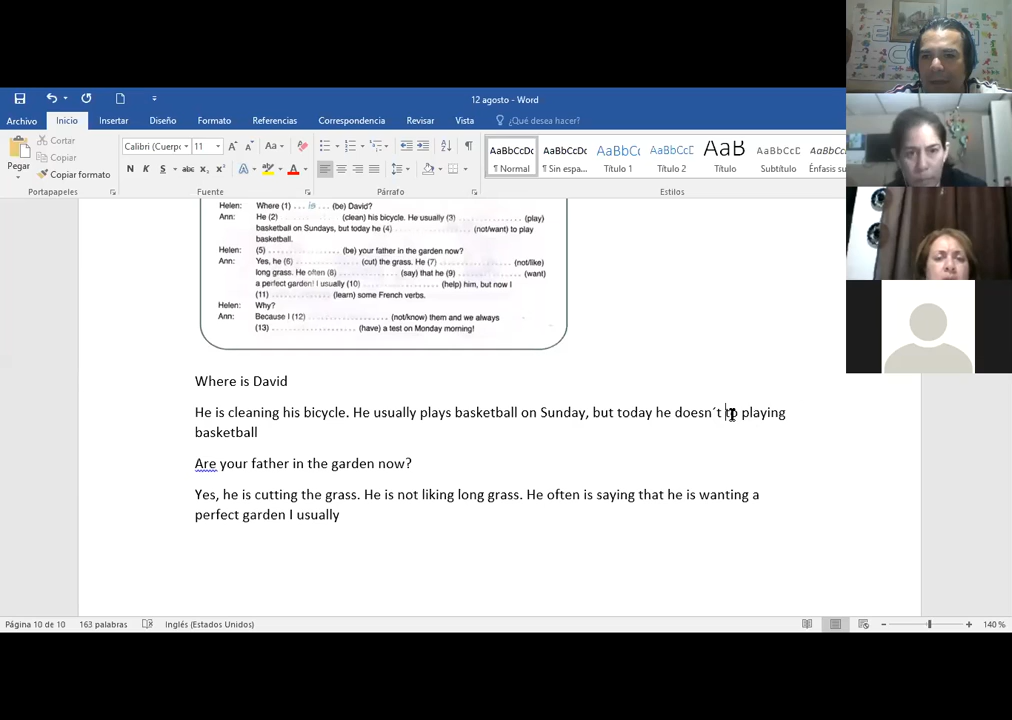 12 agosto - Word
Archivo Inicio Insertar Diseño Formato Referencias Correspondencia Revisar Vista ¿Qué desea hacer?
Pegar
Cortar
Copiar
Copiar formato
Calibri (Cuerpo 11
Aa
N K S abc x₂ x²
AaBbCcDc AaBbCcDc AaBbCc AaBbCcD AaB AaBbCcD AaBbCcDc
¶ Normal ¶ Sin espa... Título 1 Título 2 Título Subtítulo Énfasis sutil
Portapapeles Fuente Párrafo Estilos
Helen: Where (1) .... is .... (be) David?
Ann: He (2) (clean) his bicycle. He usually (3) .................... (play)
basketball on Sundays, but today he (4) .................... (not/want) to play
basketball.
Helen: (5) .................... (be) your father in the garden now?
Ann: Yes, he (6) .................... (cut) the grass. He (7) .................... (not/like)
long grass. He often (8) .................... (say) that he (9) .................... (want)
a perfect garden! I usually (10) .................... (help) him, but now I
(11) .................... (learn) some French verbs.
Helen: Why?
Ann: Because I (12) .................... (not/know) them and we always
(13) .................... (have) a test on Monday morning!
Where is David
He is cleaning his bicycle. He usually plays basketball on Sunday, but today he doesn´t to playing
basketball
Are your father in the garden now?
Yes, he is cutting the grass. He is not liking long grass. He often is saying that he is wanting a
perfect garden I usually
Página 10 de 10 163 palabras Inglés (Estados Unidos) 140 %